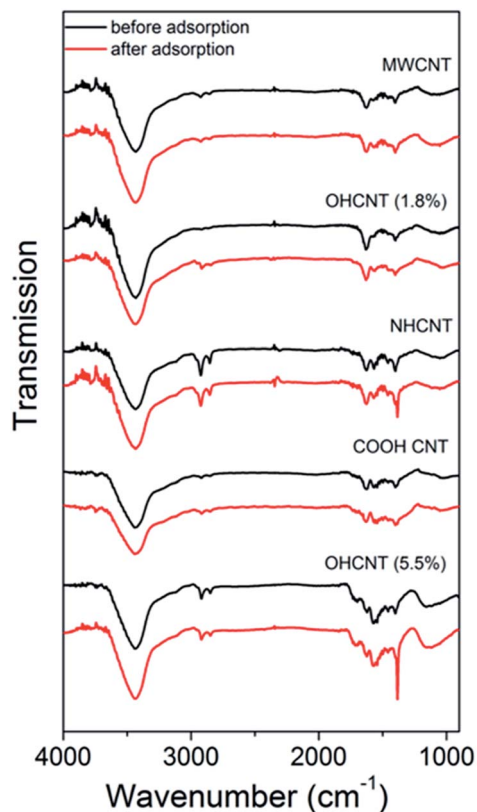 before adsorption
after adsorption
MWCNT
OHCNT (1.8%)
NHCNT
COOH CNT
OHCNT (5.5%)
Transmission
4000 3000 2000 1000
Wavenumber (cm⁻¹)